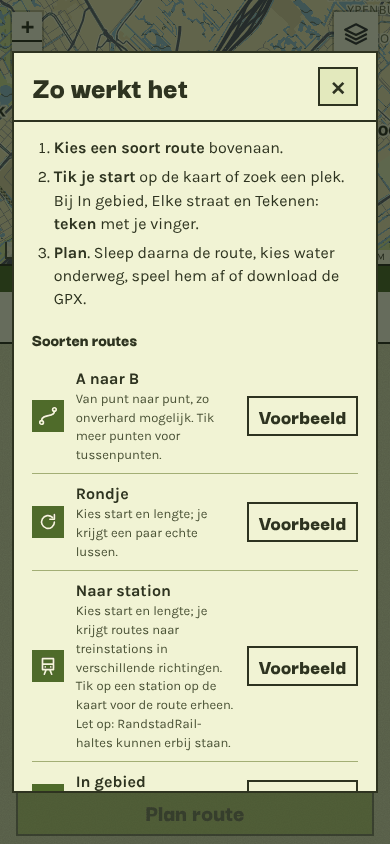 +
YPENBU
Zo werkt het
×
1. Kies een soort route bovenaan.
2. Tik je start op de kaart of zoek een plek.
Bij In gebied, Elke straat en Tekenen:
teken met je vinger.
3. Plan. Sleep daarna de route, kies water
onderweg, speel hem af of download de
GPX.
Soorten routes
A naar B
Van punt naar punt, zo
onverhard mogelijk. Tik
meer punten voor
tussenpunten.
Voorbeeld
Rondje
Kies start en lengte; je
krijgt een paar echte
lussen.
Voorbeeld
Naar station
Kies start en lengte; je
krijgt routes naar
treinstations in
verschillende richtingen.
Tik op een station op de
kaart voor de route erheen.
Let op: RandstadRail-
haltes kunnen erbij staan.
Voorbeeld
In gebied
Plan route